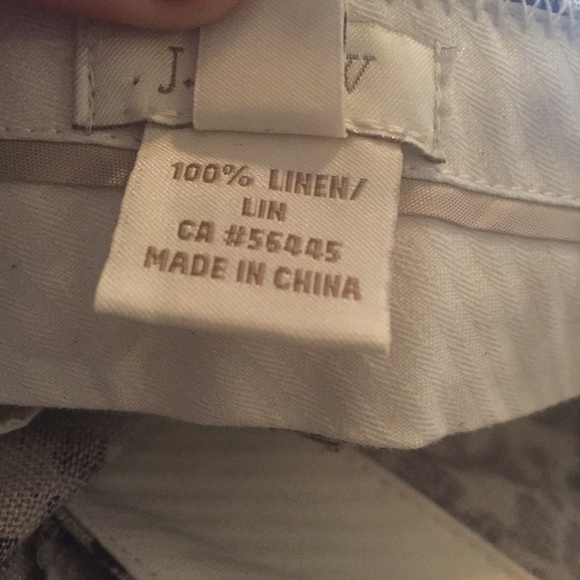 J.
100% LINEN/
LIN
CA #56445
MADE IN CHINA